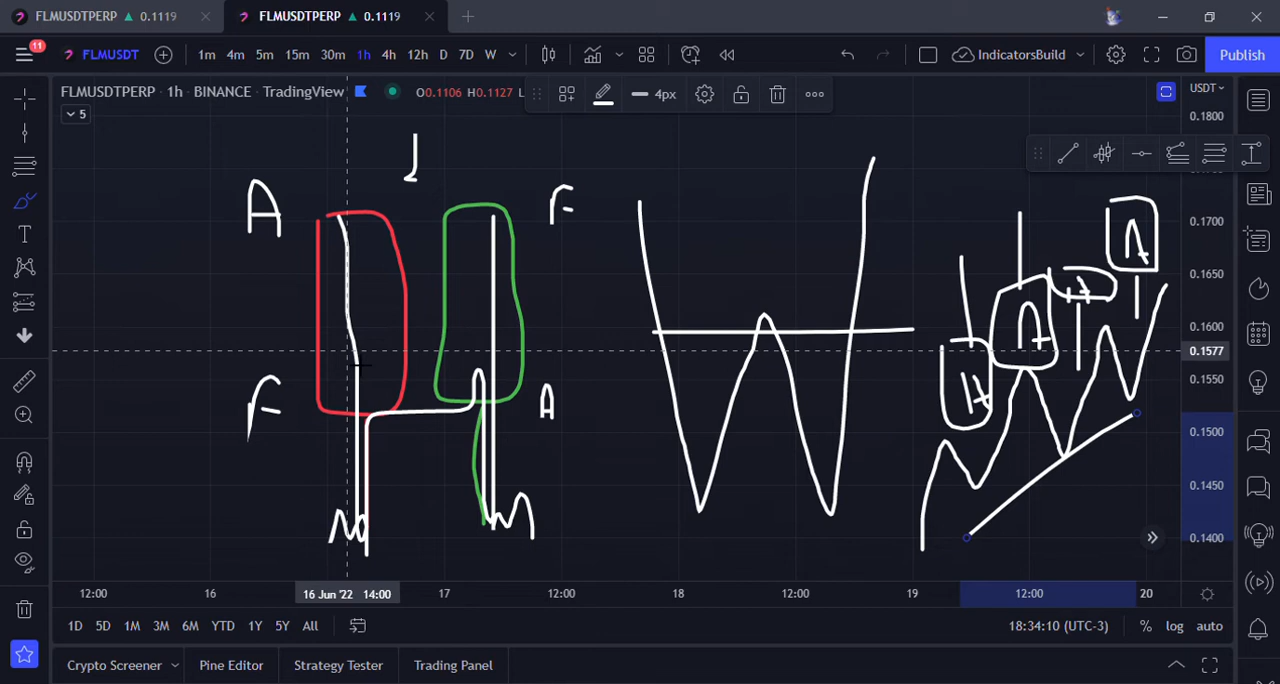 FLMUSDTPERP ▲ 0.1119
FLMUSDTPERP ▲ 0.1119
11
FLMUSDT
1m 4m 5m 15m 30m 1h 4h 12h D 7D W
IndicatorsBuild
Publish
FLMUSDTPERP · 1h · BINANCE · TradingView
O0.1106 H0.1127 L
4px
USDT
5
0.1800
0.1700
0.1650
0.1600
0.1577
0.1550
0.1500
0.1450
0.1400
A
F
A
12:00 16 16 Jun '22 14:00 17 12:00 18 12:00 19 12:00 20
1D 5D 1M 3M 6M YTD 1Y 5Y All
18:34:10 (UTC-3) % log auto
Crypto Screener Pine Editor Strategy Tester Trading Panel